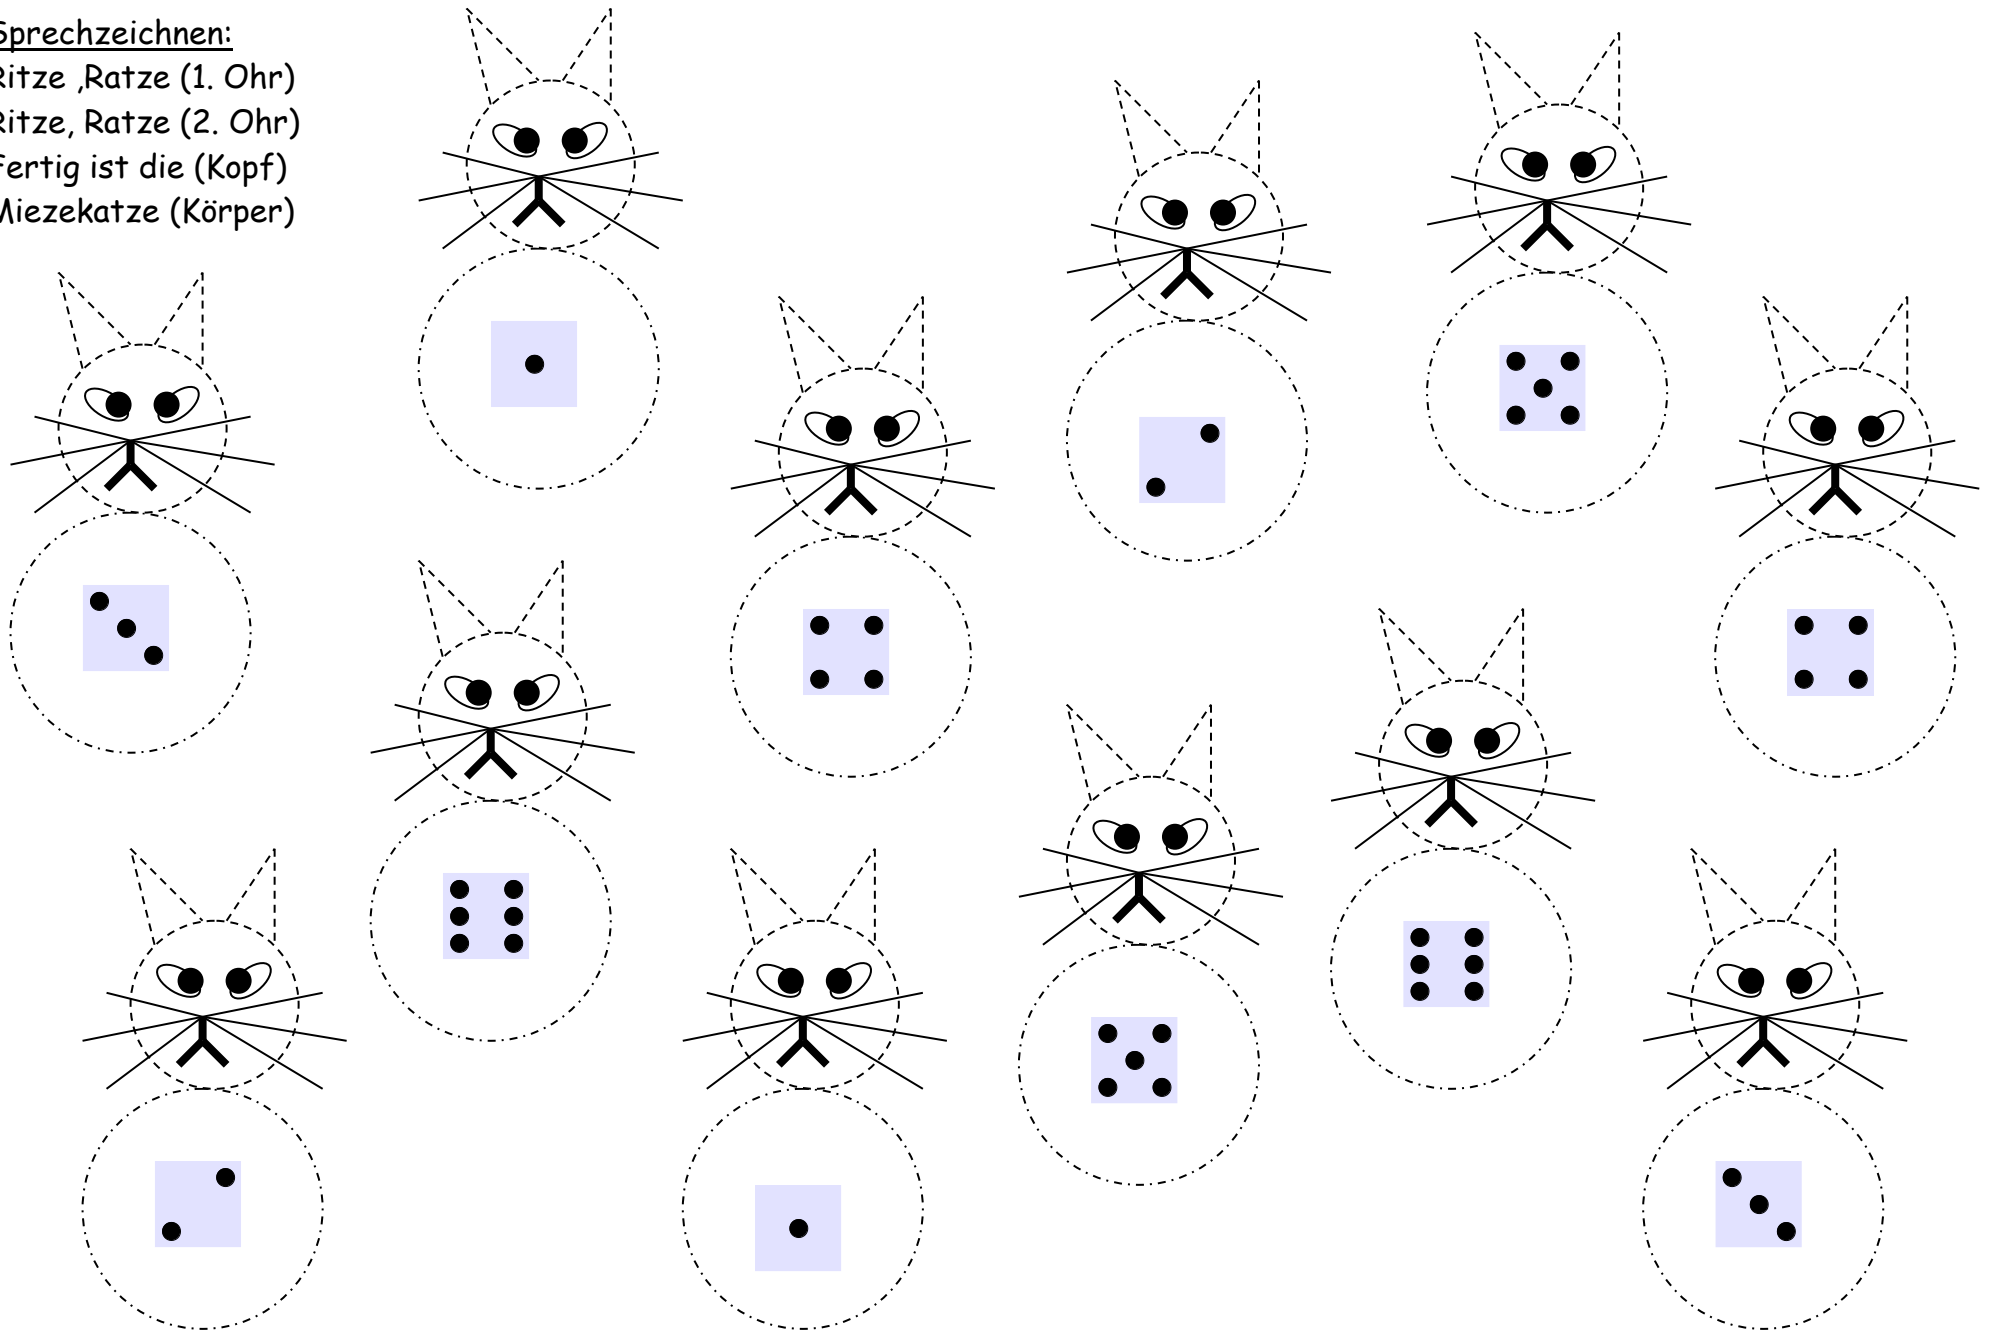 Sprechzeichnen:
Ritze ,Ratze (1. Ohr)
Ritze, Ratze (2. Ohr)
Fertig ist die (Kopf)
Miezekatze (Körper)